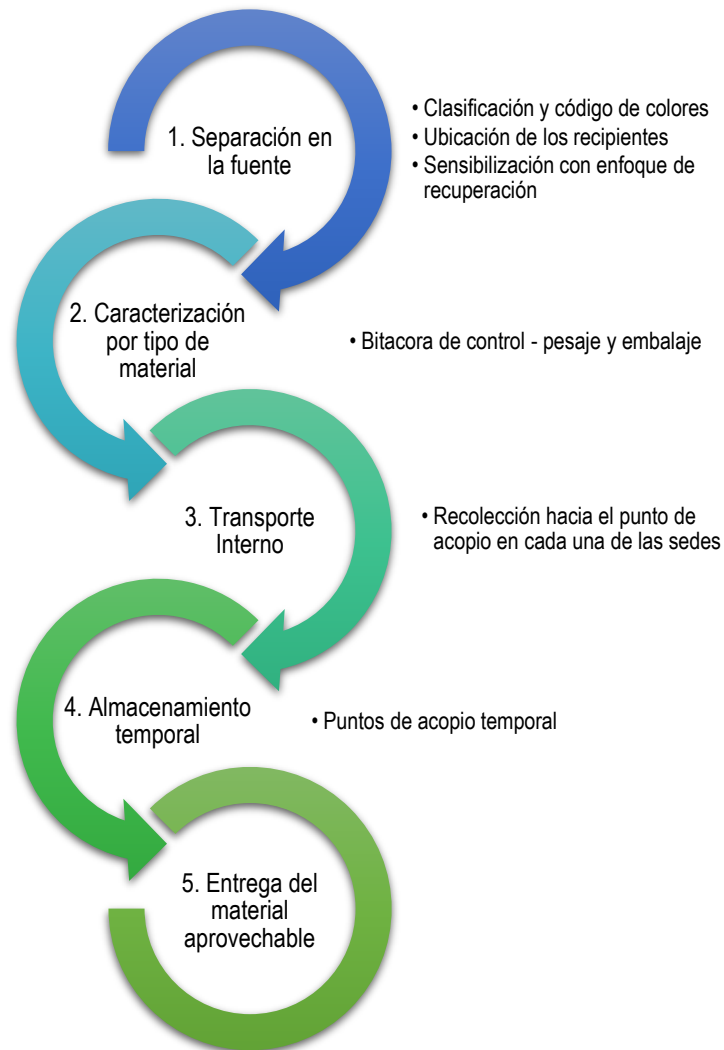 1. Separación en
la fuente
• Clasificación y código de colores
• Ubicación de los recipientes
• Sensibilización con enfoque de
recuperación
2. Caracterización
por tipo de
material
• Bitacora de control - pesaje y embalaje
3. Transporte
Interno
• Recolección hacia el punto de
acopio en cada una de las sedes
4. Almacenamiento
temporal
• Puntos de acopio temporal
5. Entrega del
material
aprovechable